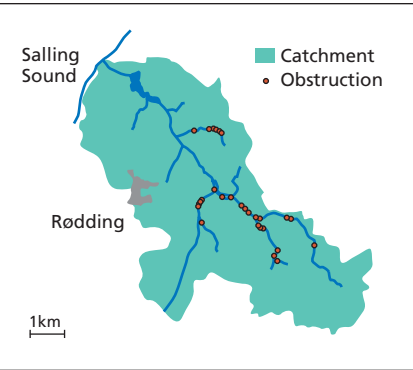 Salling
Sound
Catchment
Obstruction
Rødding
1km